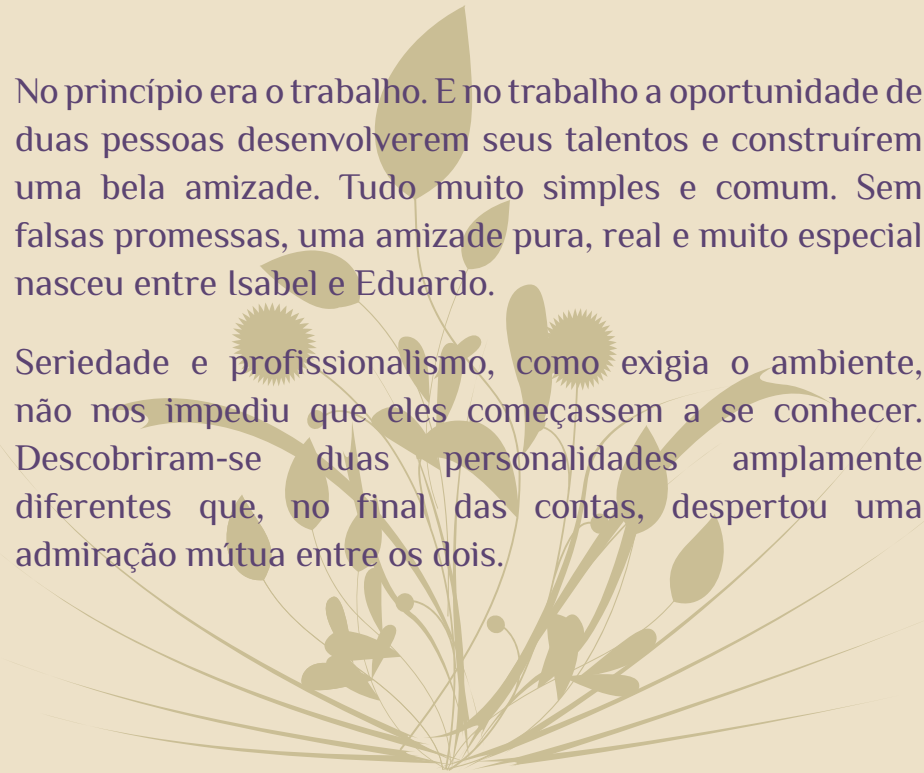 No princípio era o trabalho. E no trabalho a oportunidade de
duas pessoas desenvolverem seus talentos e construírem
uma bela amizade. Tudo muito simples e comum. Sem
falsas promessas, uma amizade pura, real e muito especial
nasceu entre Isabel e Eduardo.
Seriedade e profissionalismo, como exigia o ambiente,
não nos impediu que eles começassem a se conhecer.
Descobriram-se duas personalidades amplamente
diferentes que, no final das contas, despertou uma
admiração mútua entre os dois.